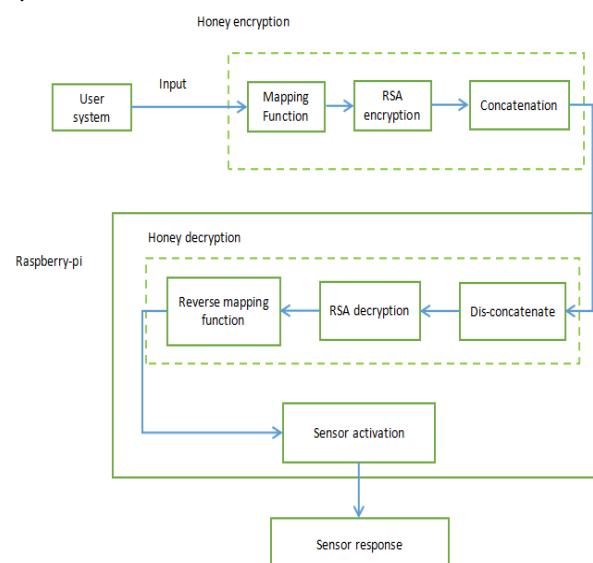 Honey encryption
Input
User
system
Mapping
Function
RSA
encryption
Concatenation
Raspberry-pi
Honey decryption
Reverse mapping
function
RSA decryption
Dis-concatenate
Sensor activation
Sensor response